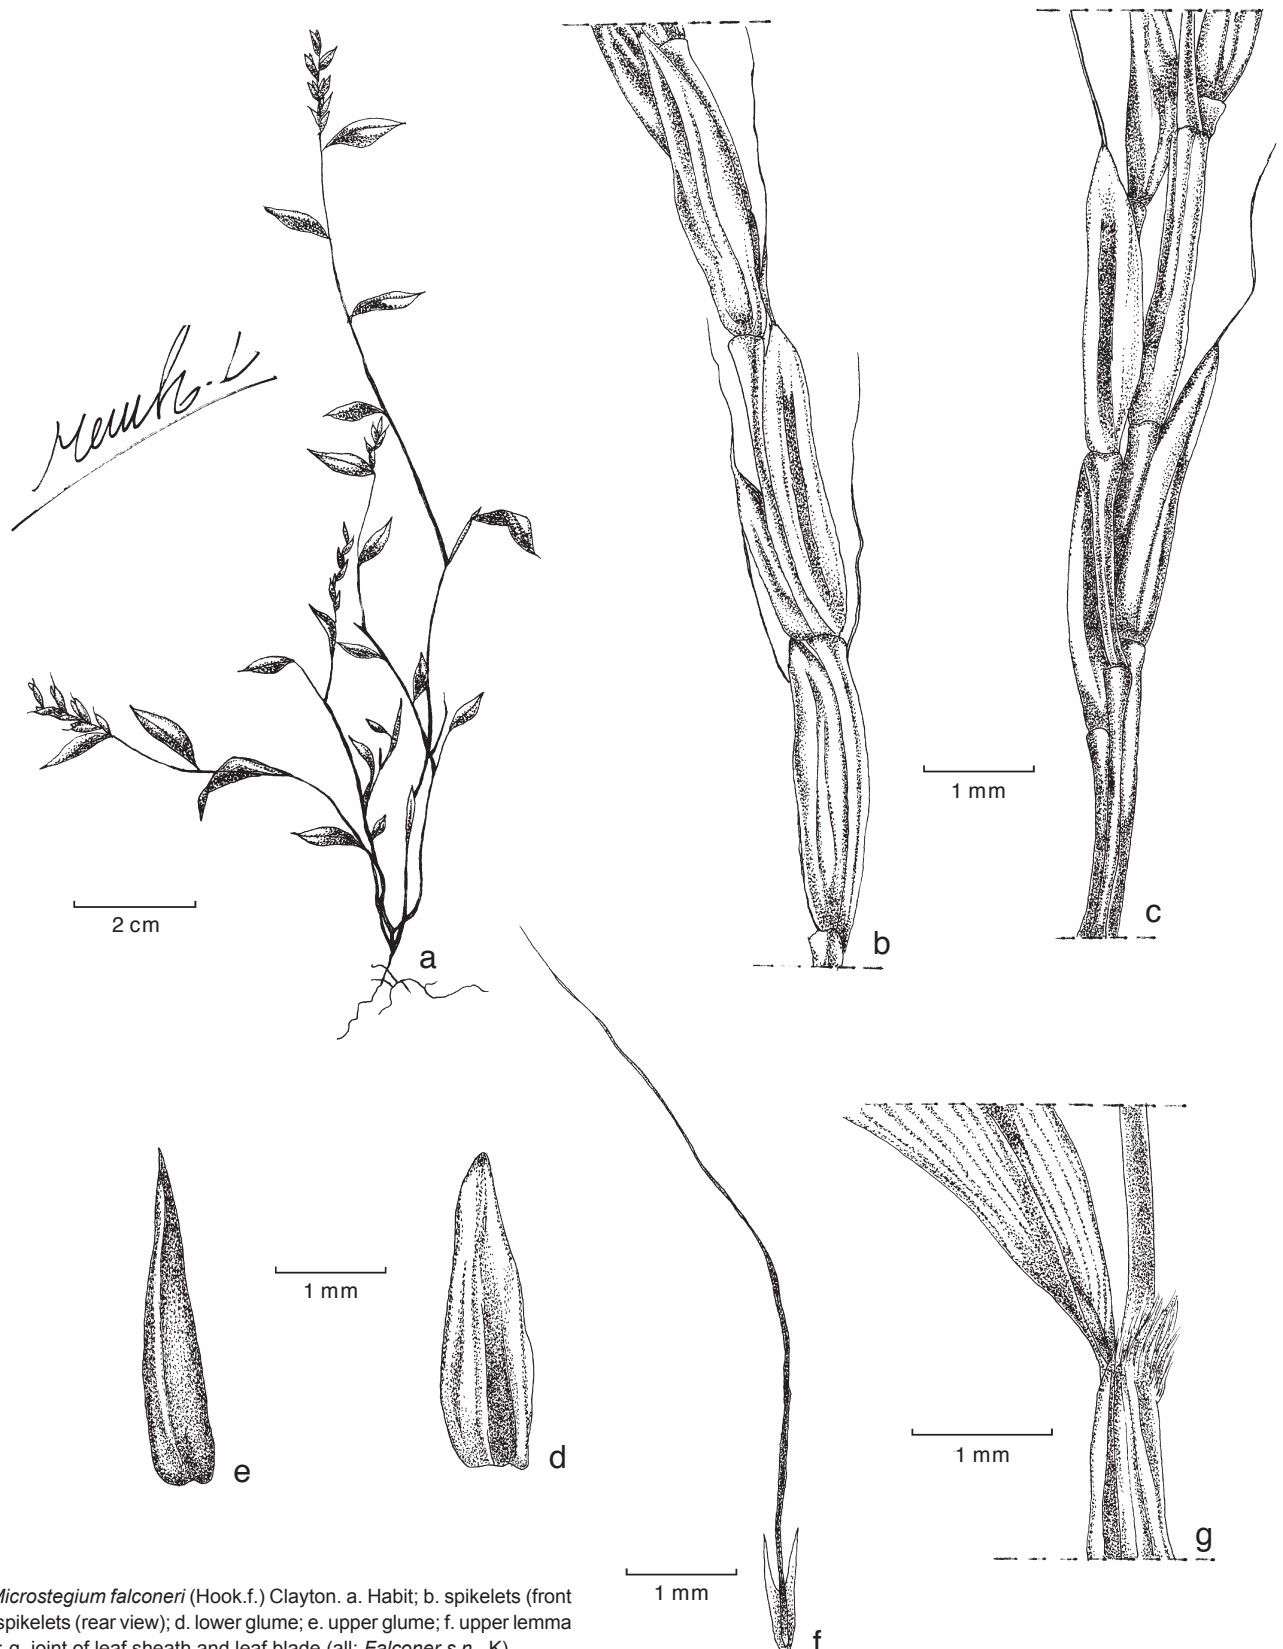 2 cm
a
b
1 mm
c
1 mm
e
d
1 mm
f
1 mm
g
icrostegium falconeri (Hook.f.) Clayton. a. Habit; b. spikelets (front
spikelets (rear view); d. lower glume; e. upper glume; f. upper lemma
g. joint of leaf sheath and leaf blade (all: Falconer s.n., K).